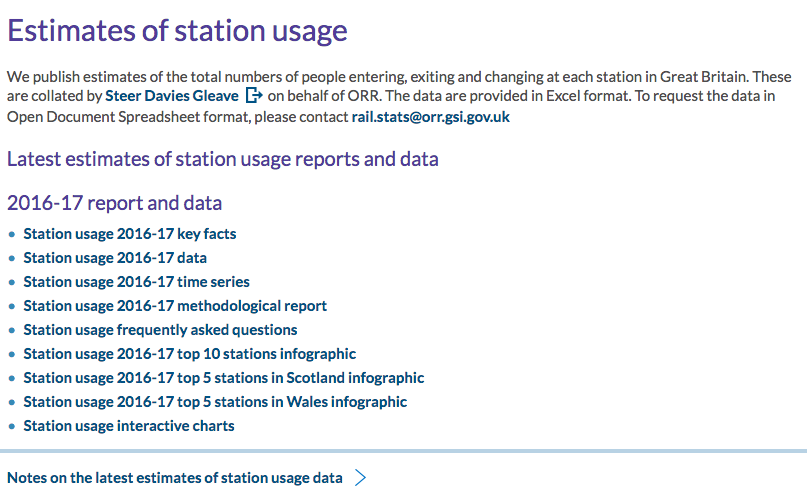 Estimates of station usage
We publish estimates of the total numbers of people entering, exiting and changing at each station in Great Britain. These
are collated by Steer Davies Gleave on behalf of ORR. The data are provided in Excel format. To request the data in
Open Document Spreadsheet format, please contact rail.stats@orr.gsi.gov.uk
Latest estimates of station usage reports and data
2016-17 report and data
Station usage 2016-17 key facts
Station usage 2016-17 data
Station usage 2016-17 time series
Station usage 2016-17 methodological report
Station usage frequently asked questions
Station usage 2016-17 top 10 stations infographic
Station usage 2016-17 top 5 stations in Scotland infographic
Station usage 2016-17 top 5 stations in Wales infographic
Station usage interactive charts
Notes on the latest estimates of station usage data